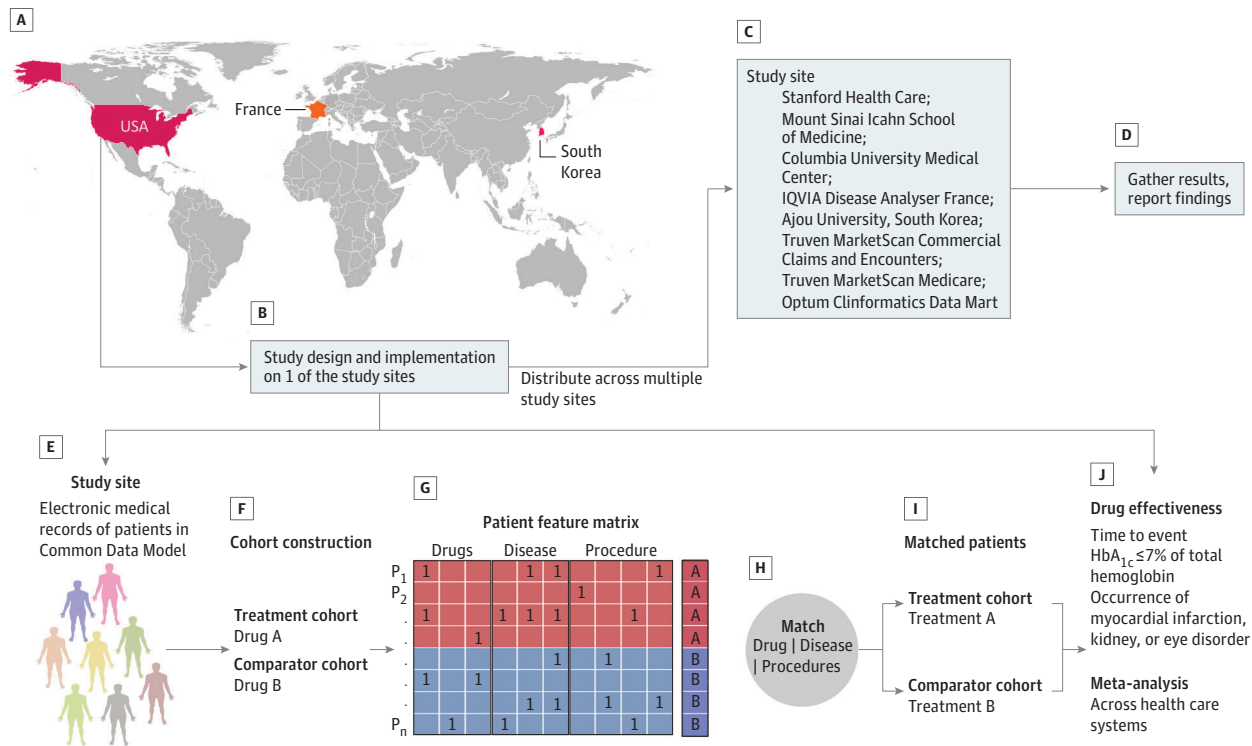 A
USA
France
South
Korea
B
Study design and implementation
on 1 of the study sites
Distribute across multiple
study sites
C
Study site
Stanford Health Care;
Mount Sinai Icahn School
of Medicine;
Columbia University Medical
Center;
IQVIA Disease Analyser France;
Ajou University, South Korea;
Truven MarketScan Commercial
Claims and Encounters;
Truven MarketScan Medicare;
Optum Clinformatics Data Mart
D
Gather results,
report findings
E
Study site
Electronic medical
records of patients in
Common Data Model
F
Cohort construction
Treatment cohort
Drug A
Comparator cohort
Drug B
G
Patient feature matrix
Drugs Disease Procedure
P1 1 1 1 1 A
P2 1 A
. 1 1 1 1 1 A
. 1 A
. 1 1 B
. 1 1 B
. 1 1 1 1 B
Pn 1 1 1 B
H
Match
Drug | Disease
| Procedures
I
Matched patients
Treatment cohort
Treatment A
Comparator cohort
Treatment B
J
Drug effectiveness
Time to event
HbA1c ≤7% of total
hemoglobin
Occurrence of
myocardial infarction,
kidney, or eye disorder
Meta-analysis
Across health care
systems